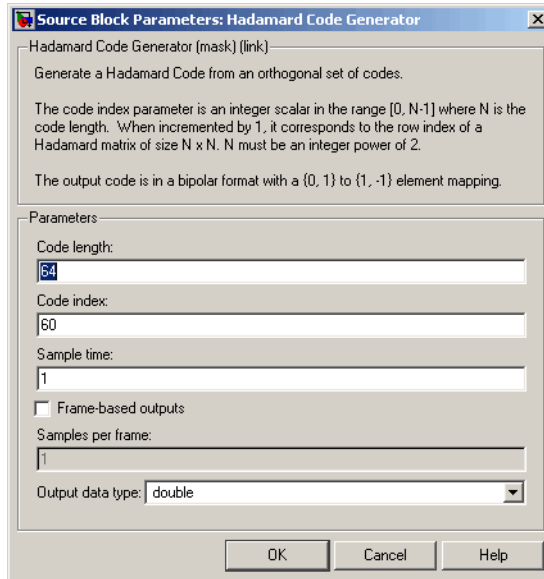 Source Block Parameters: Hadamard Code Generator
Hadamard Code Generator (mask) (link)
Generate a Hadamard Code from an orthogonal set of codes.
The code index parameter is an integer scalar in the range [0, N-1] where N is the
code length.  When incremented by 1, it corresponds to the row index of a
Hadamard matrix of size N x N. N must be an integer power of 2.
The output code is in a bipolar format with a {0, 1} to {1, -1} element mapping.
Parameters
Code length:
64
Code index:
60
Sample time:
1
Frame-based outputs
Samples per frame:
1
Output data type: double
OK Cancel Help